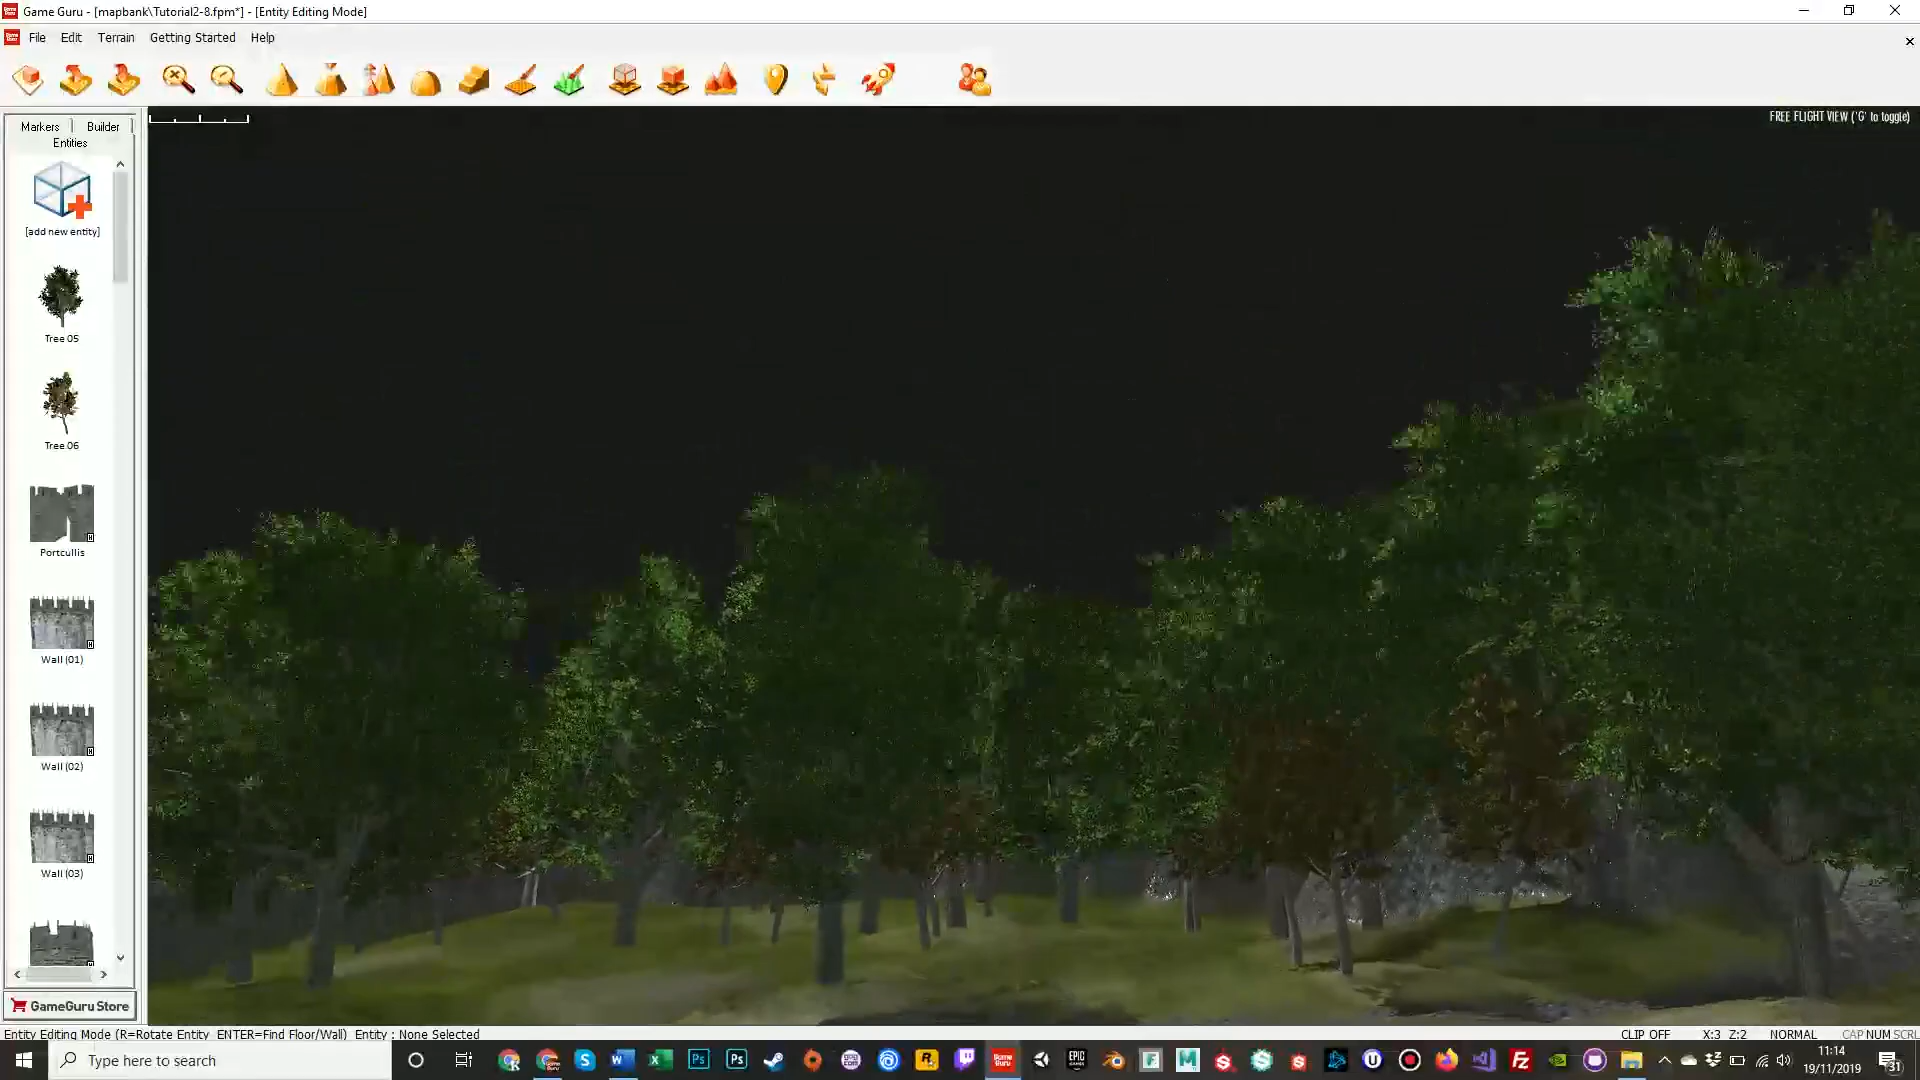 Game Guru - [mapbank\Tutorial2-8.fpm*] - [Entity Editing Mode]
File Edit Terrain Getting Started Help
FREE FLIGHT VIEW ('G' to toggle)
Markers Builder
Entities
[add new entity]
Tree 05
Tree 06
Portcullis
Wall (01)
Wall (02)
Wall (03)
GameGuru Store
Entity Editing Mode (R=Rotate Entity ENTER=Find Floor/Wall) Entity : None Selected
CLIP OFF X:3 Z:2 NORMAL CAP NUM SCRL
Type here to search
11:14
19/11/2019
31